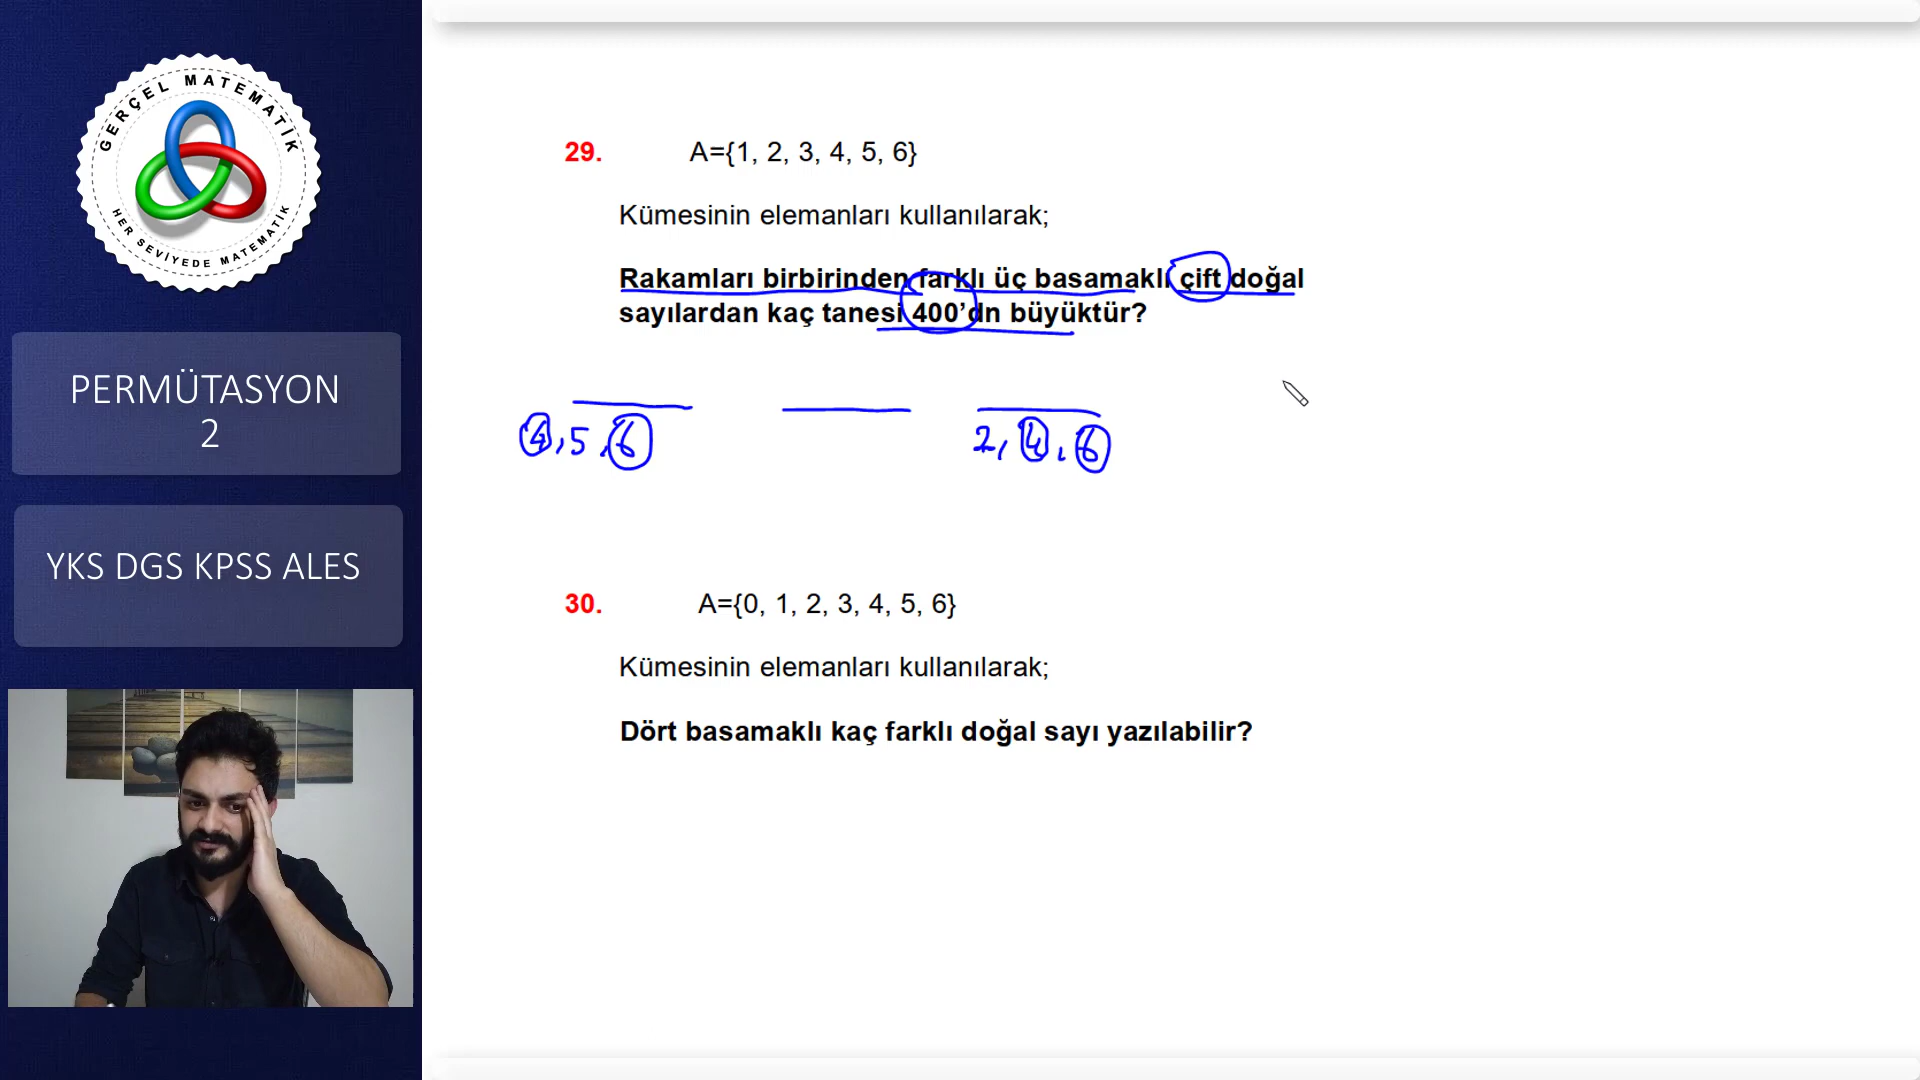 GERÇEL MATEMATİK
HER SEVİYEDE MATEMATİK
PERMÜTASYON
2
YKS DGS KPSS ALES
29. A={1, 2, 3, 4, 5, 6}
Kümesinin elemanları kullanılarak;
Rakamları birbirinden farklı üç basamaklı çift doğal
sayılardan kaç tanesi 400’dn büyüktür?
4, 5, 6 2, 4, 6
30. A={0, 1, 2, 3, 4, 5, 6}
Kümesinin elemanları kullanılarak;
Dört basamaklı kaç farklı doğal sayı yazılabilir?